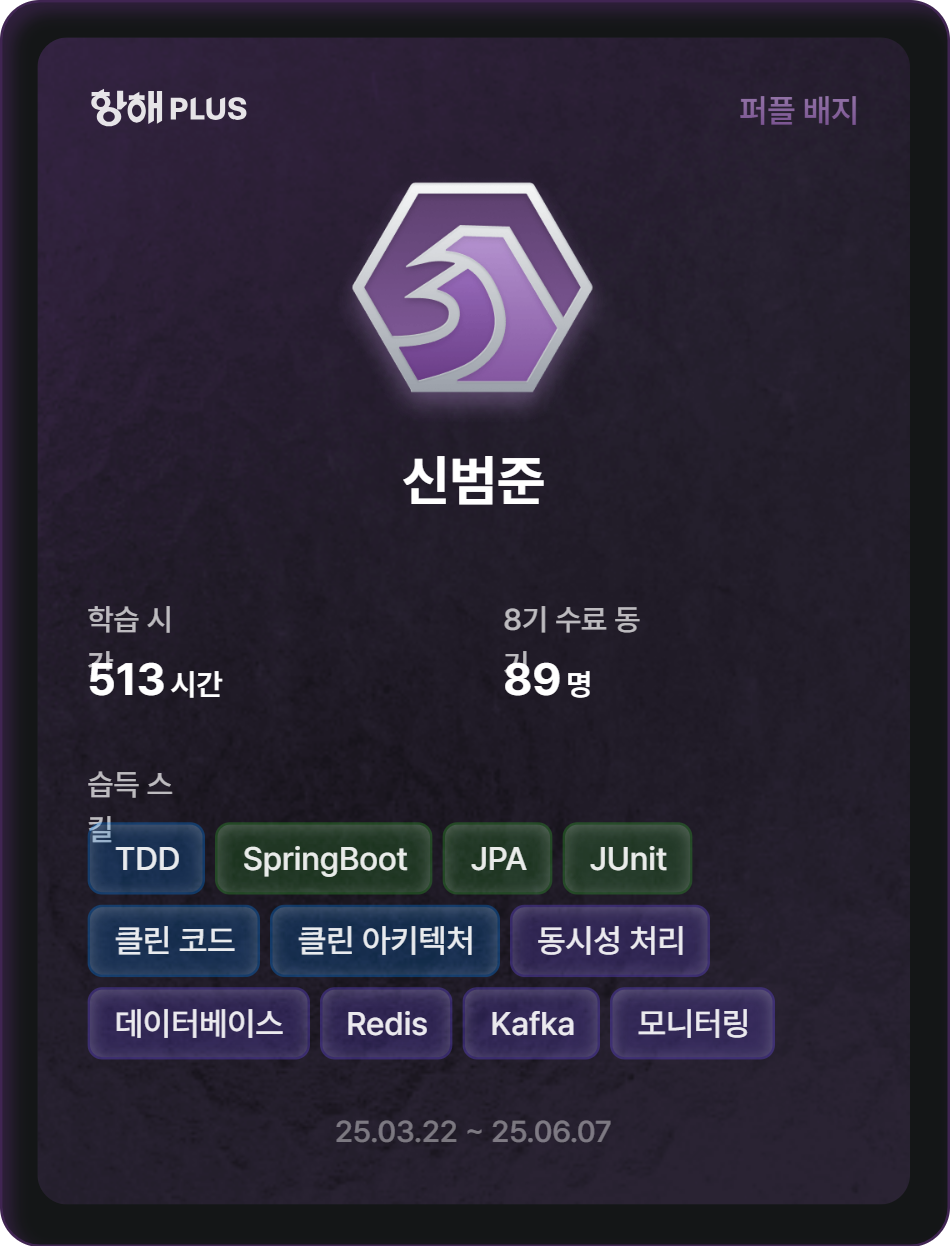 항해 PLUS
퍼플 배지
신범준
학습 시
간
513 시간
8기 수료 동
기
89 명
습득 스
킬
TDD SpringBoot JPA JUnit
클린 코드 클린 아키텍처 동시성 처리
데이터베이스 Redis Kafka 모니터링
25.03.22 ~ 25.06.07